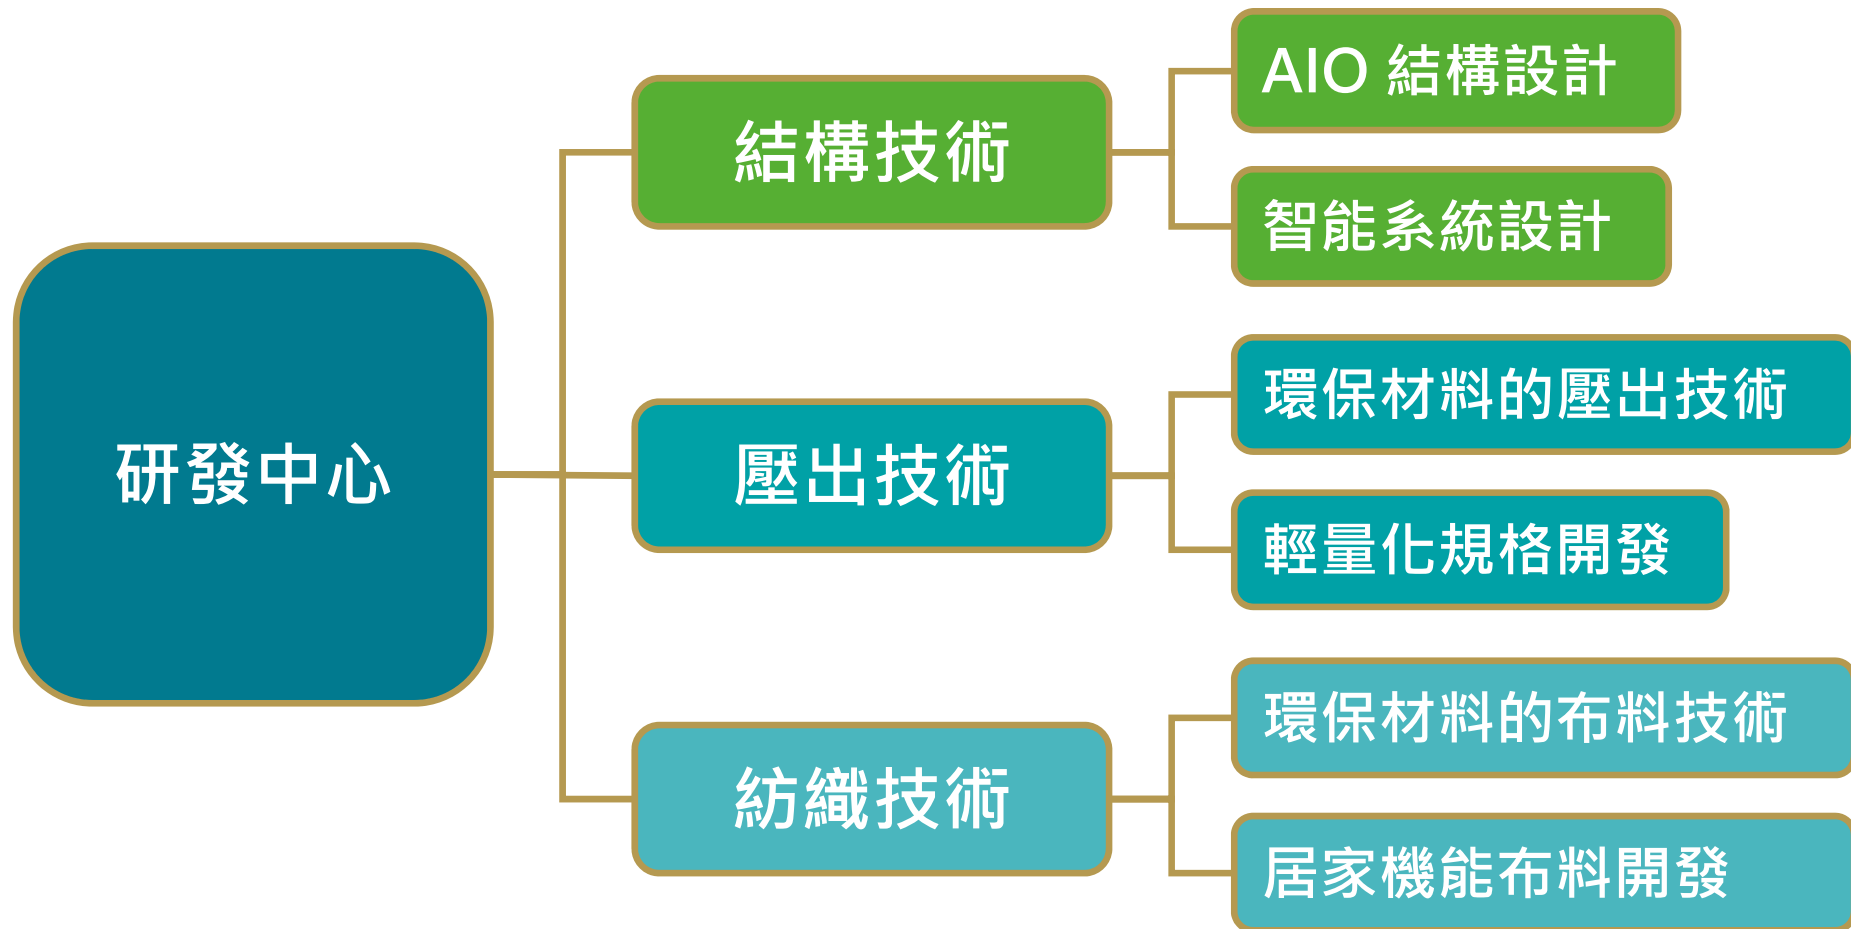 研發中心
結構技術
AIO 結構設計
智能系統設計
壓出技術
環保材料的壓出技術
輕量化規格開發
紡織技術
環保材料的布料技術
居家機能布料開發